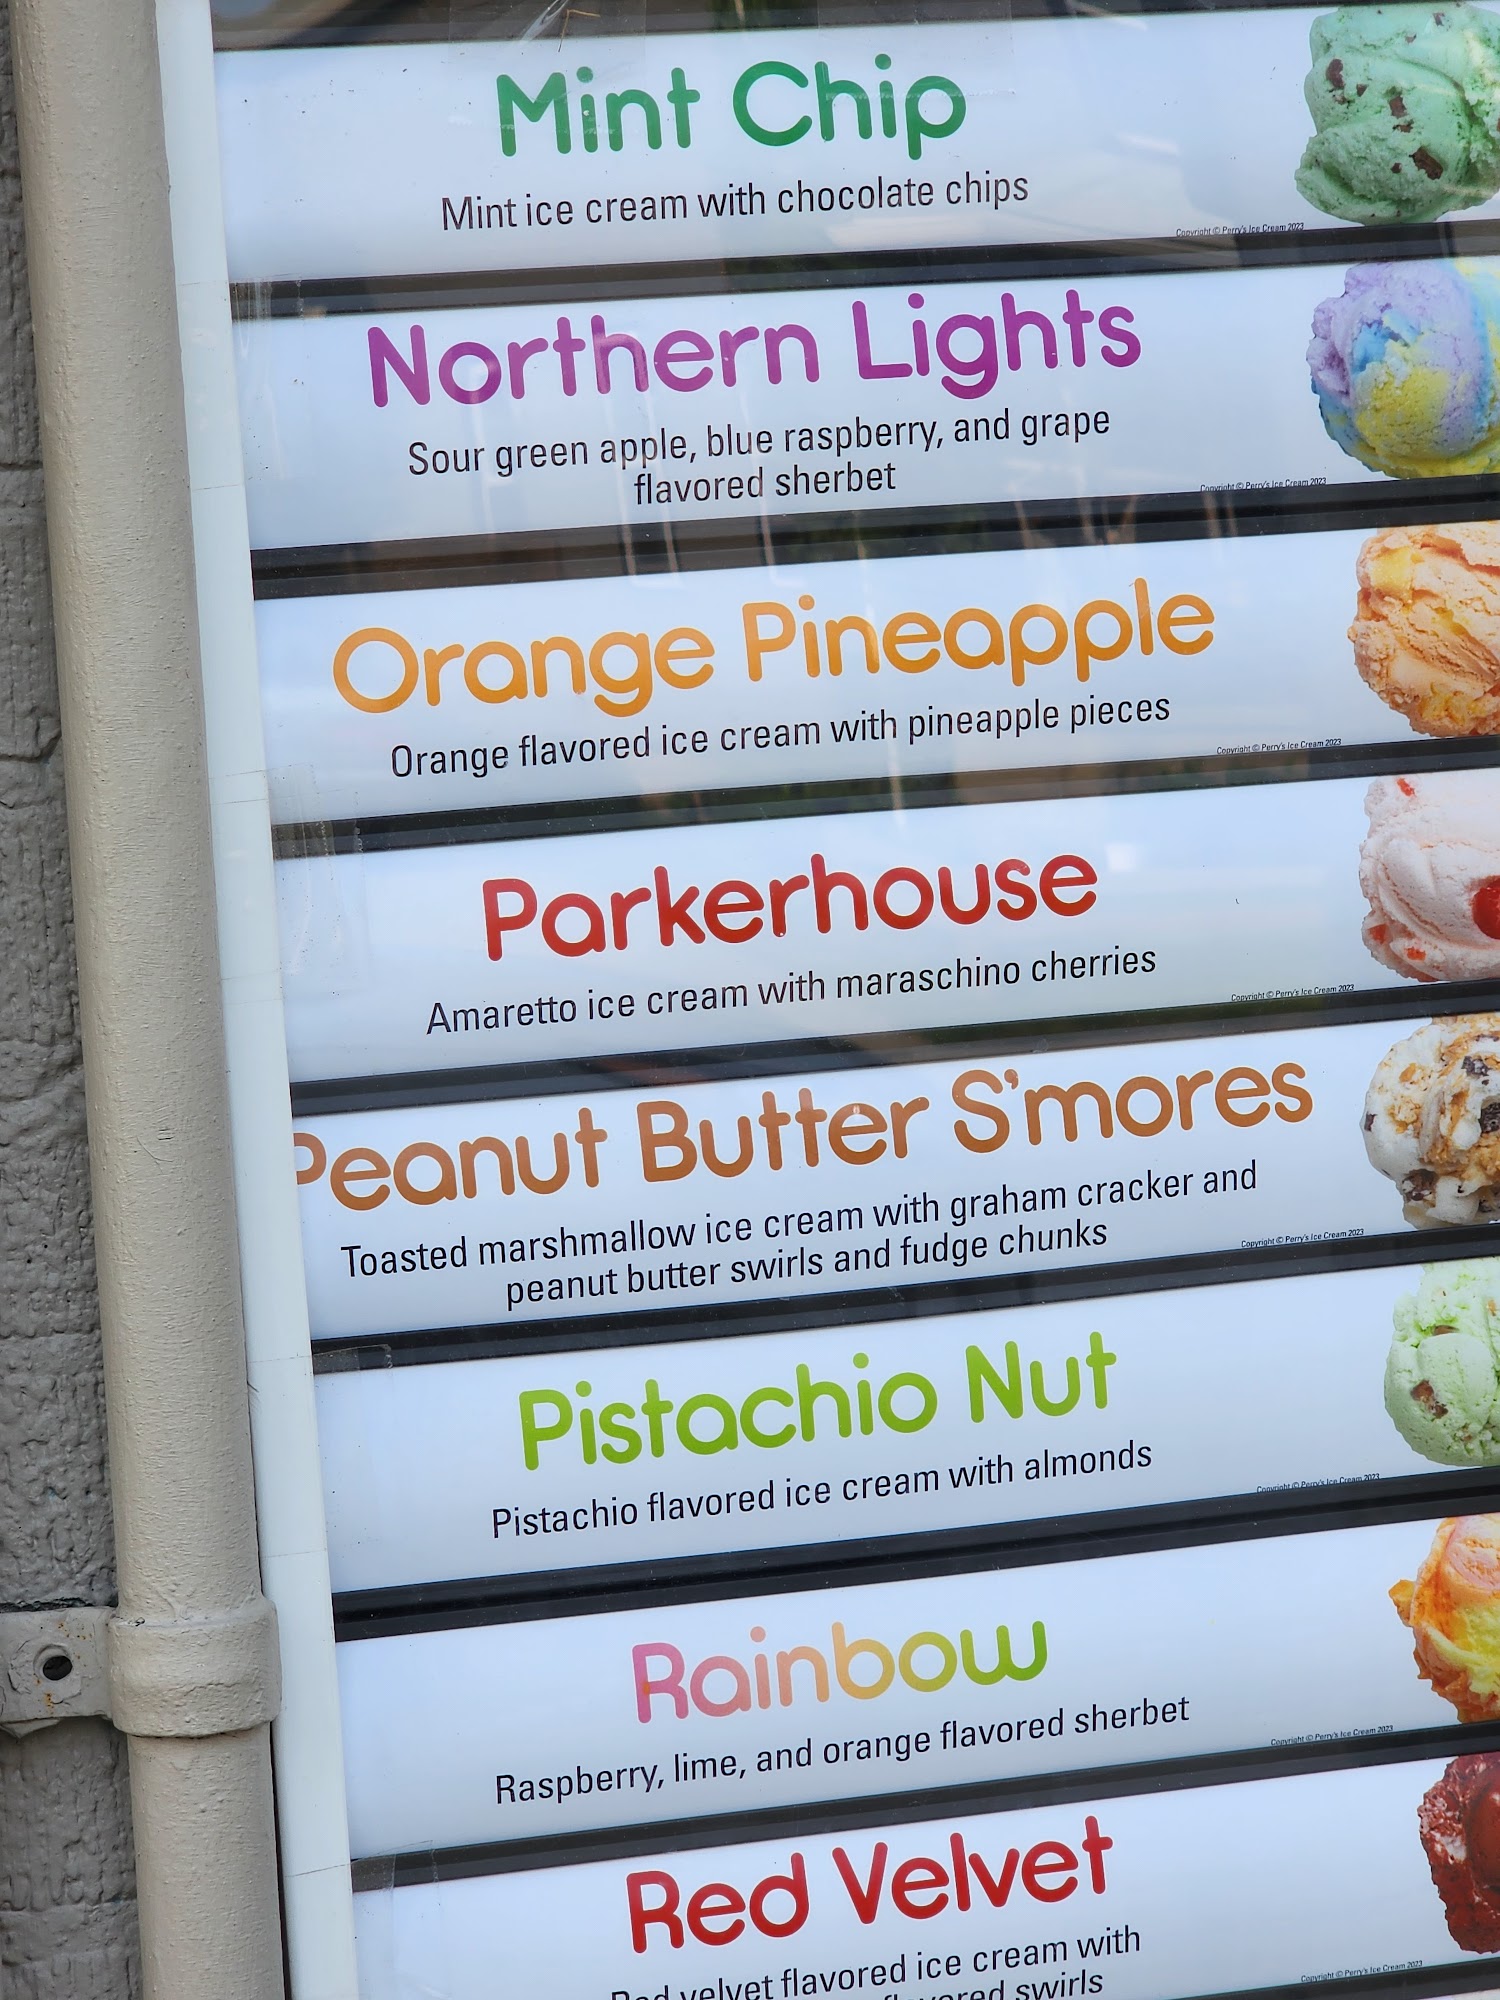 Mint Chip
Mint ice cream with chocolate chips
Copyright © Perry's Ice Cream 2023
Northern Lights
Sour green apple, blue raspberry, and grape
flavored sherbet
Copyright © Perry's Ice Cream 2023
Orange Pineapple
Orange flavored ice cream with pineapple pieces
Copyright © Perry's Ice Cream 2023
Parkerhouse
Amaretto ice cream with maraschino cherries
Copyright © Perry's Ice Cream 2023
Peanut Butter S'mores
Toasted marshmallow ice cream with graham cracker and
peanut butter swirls and fudge chunks
Copyright © Perry's Ice Cream 2023
Pistachio Nut
Pistachio flavored ice cream with almonds
Copyright © Perry's Ice Cream 2023
Rainbow
Raspberry, lime, and orange flavored sherbet
Copyright © Perry's Ice Cream 2023
Red Velvet
Red velvet flavored ice cream with
flavored swirls
Copyright © Perry's Ice Cream 2023